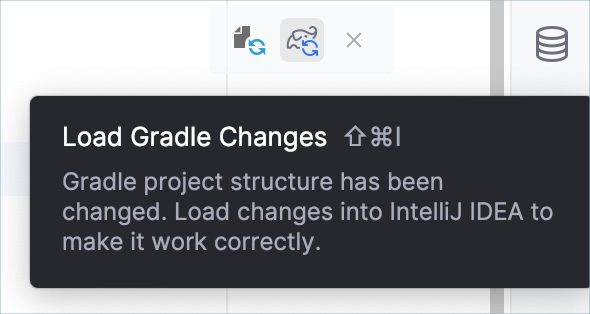 Load Gradle Changes ⇧⌘I
Gradle project structure has been
changed. Load changes into IntelliJ IDEA to
make it work correctly.